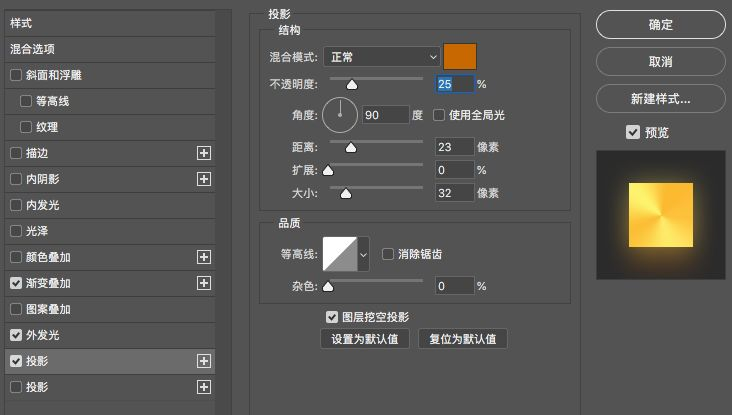 样式
混合选项
斜面和浮雕
等高线
纹理
描边
内阴影
内发光
光泽
颜色叠加
渐变叠加
图案叠加
外发光
投影
投影
投影
结构
混合模式: 正常
不透明度: 25 %
角度: 90 度 使用全局光
距离: 23 像素
扩展: 0 %
大小: 32 像素
品质
等高线: 消除锯齿
杂色: 0 %
图层挖空投影
设置为默认值 复位为默认值
确定
取消
新建样式...
预览